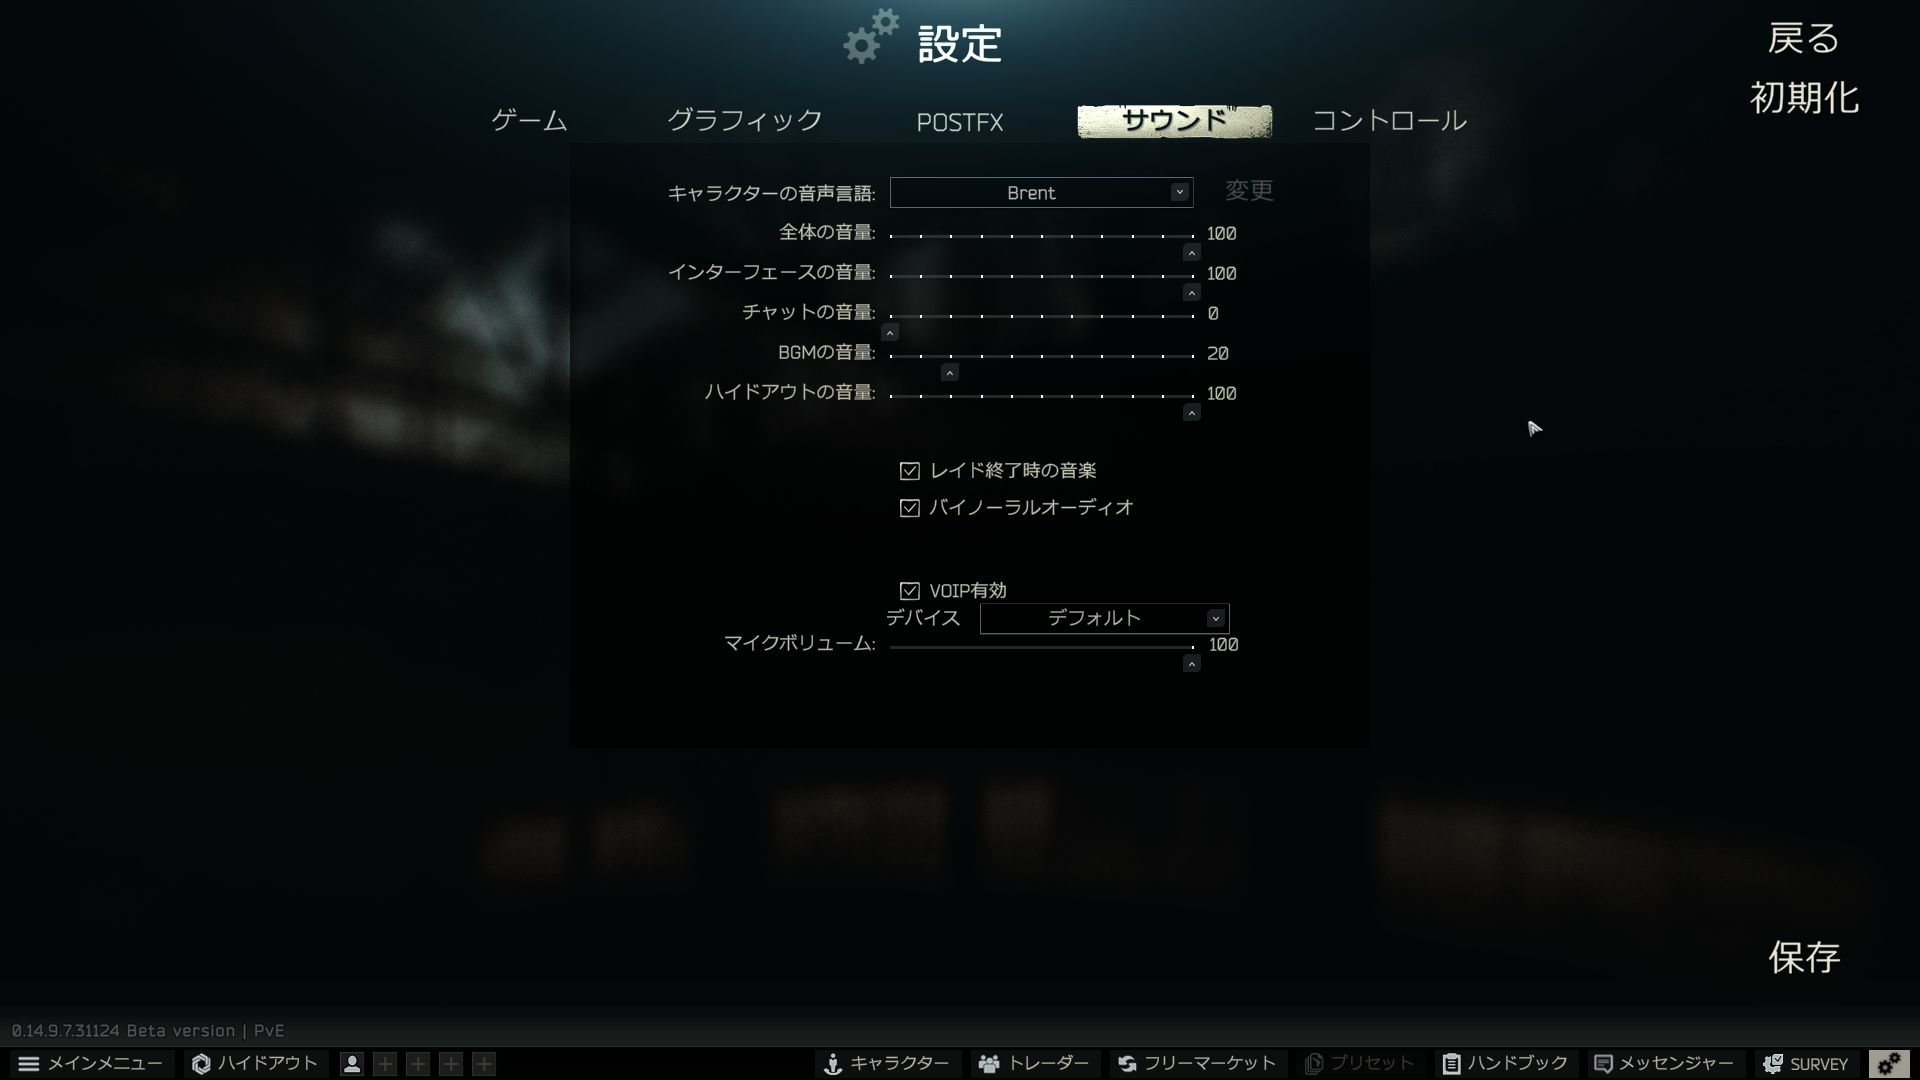 設定
戻る
初期化
ゲーム グラフィック POSTFX サウンド コントロール
キャラクターの音声言語: Brent 変更
全体の音量: 100
インターフェースの音量: 100
チャットの音量: 0
BGMの音量: 20
ハイドアウトの音量: 100
レイド終了時の音楽
バイノーラルオーディオ
VOIP有効
デバイス デフォルト
マイクボリューム: 100
保存
0.14.9.7.31124 Beta version | PvE
メインメニュー ハイドアウト キャラクター トレーダー フリーマーケット プリセット ハンドブック メッセンジャー SURVEY